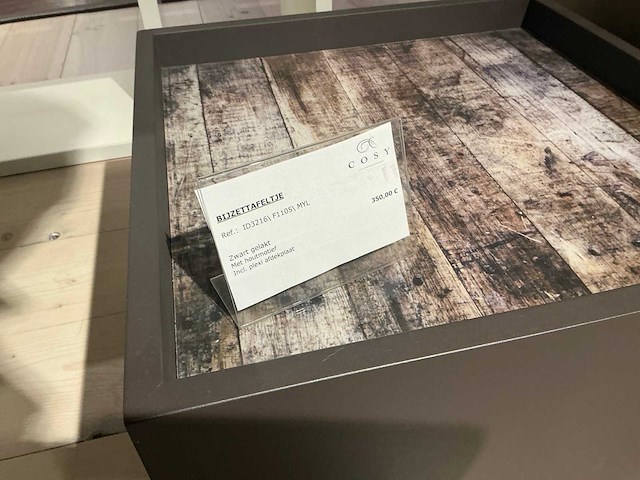 COSY
BIJZETTAFELTJE
Ref.: ID3216\ F1105\ MYL
350,00 €
Zwart gelakt
Met houtmotief
Incl. plexi afdekplaat